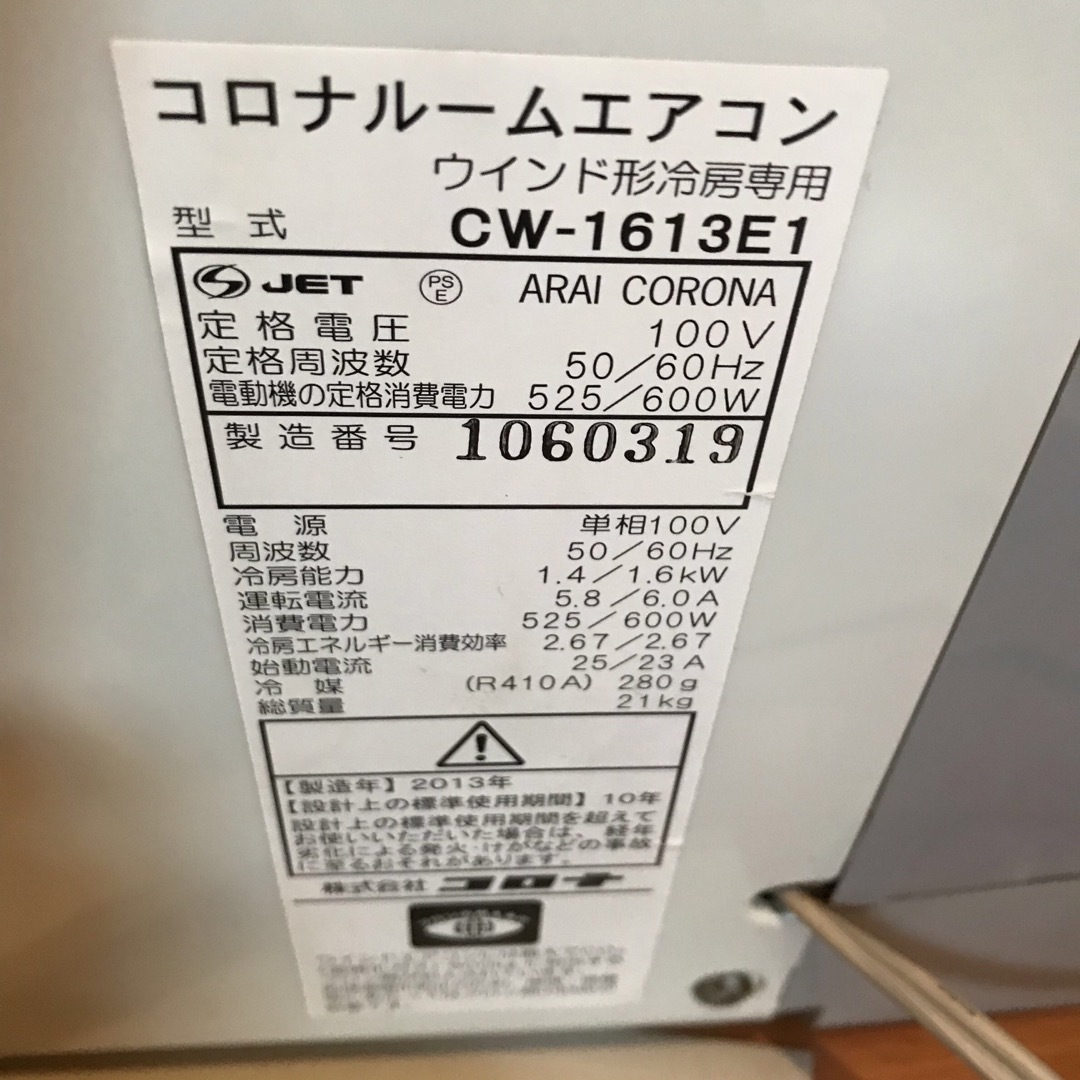 コロナルームエアコン
ウインド形冷房専用
型式 CW-1613E1
JET PSE ARAI CORONA
定格電圧 100V
定格周波数 50/60Hz
電動機の定格消費電力 525/600W
製造番号 1060319
電源 単相100V
周波数 50/60Hz
冷房能力 1.4/1.6kW
運転電流 5.8/6.0A
消費電力 525/600W
冷房エネルギー消費効率 2.67/2.67
始動電流 25/23A
冷媒 (R410A) 280g
総質量 21kg
【製造年】2013年
【設計上の標準使用期間】10年
設計上の標準使用期間を超えて
お使いいただいた場合は、経年
劣化による発火・けがなどの事故
に至るおそれがあります。
株式会社 コロナ